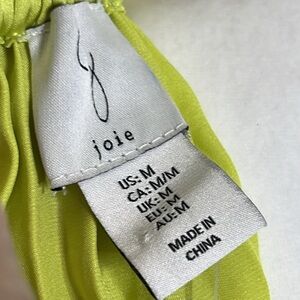 joie
US: M
CA: M/M
UK: M
EU: M
AU: M
MADE IN
CHINA